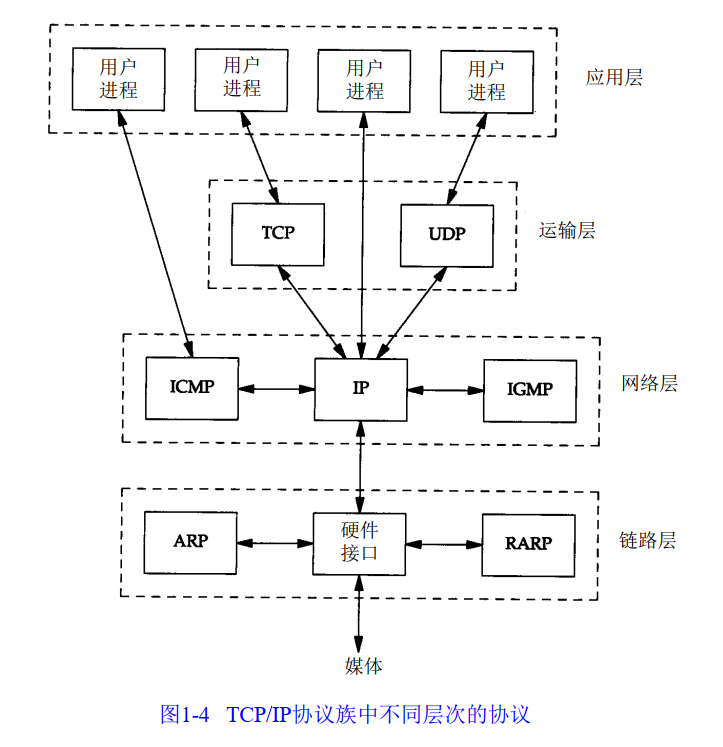 用户
进程
用户
进程
用户
进程
用户
进程
应用层
TCP
UDP
运输层
ICMP
IP
IGMP
网络层
ARP
硬件
接口
RARP
链路层
媒体
图1-4 TCP/IP协议族中不同层次的协议